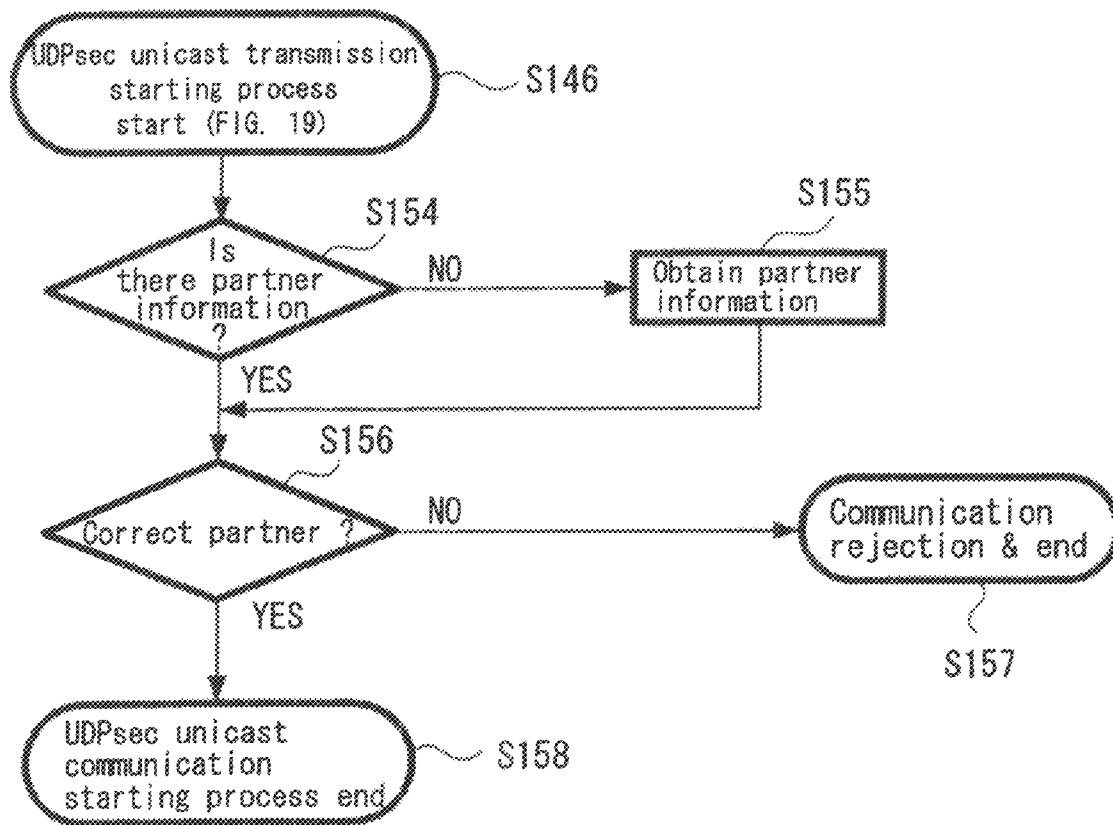 UDPsec unicast transmission
starting process
start (FIG. 19)
S146
S154
Is
there partner
information
?
NO
S155
Obtain partner
information
YES
S156
Correct partner ?
NO
Communication
rejection & end
S157
YES
UDPsec unicast
communication
starting process end
S158